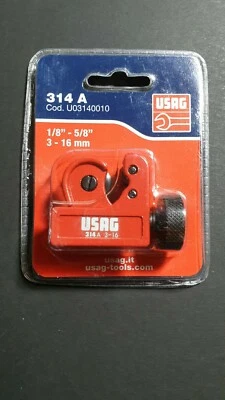 314 A
Cod. U03140010
USAG
1/8" - 5/8"
3 - 16 mm
USAG
314 A 3-16
usag.it
usag-tools.com